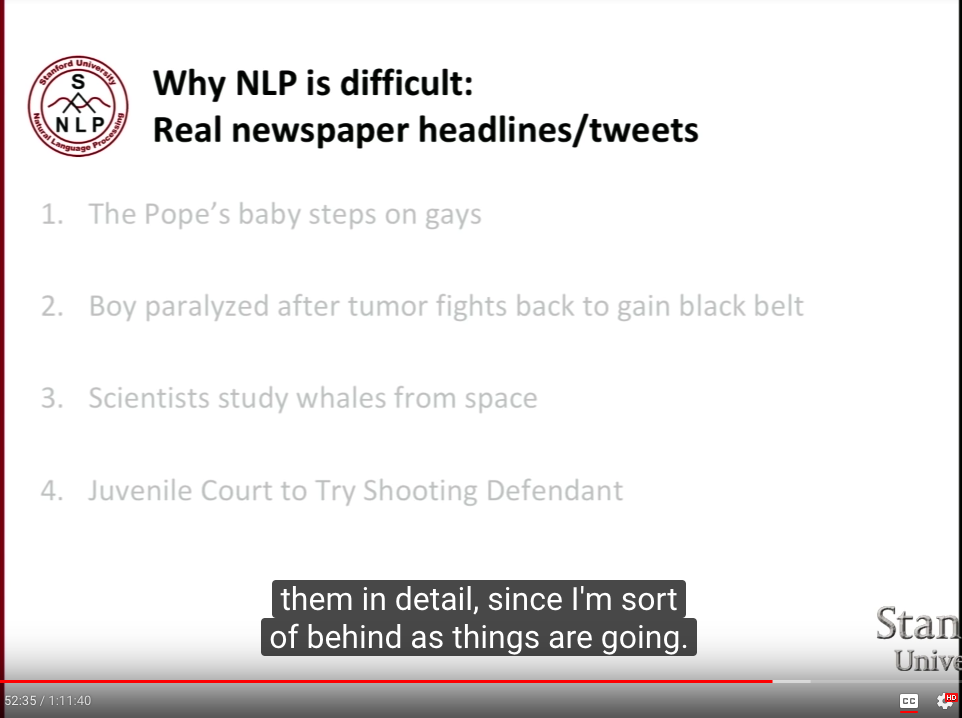 Stanford University
S
NLP
Natural Language Processing
Why NLP is difficult:
Real newspaper headlines/tweets
1. The Pope’s baby steps on gays
2. Boy paralyzed after tumor fights back to gain black belt
3. Scientists study whales from space
4. Juvenile Court to Try Shooting Defendant
them in detail, since I'm sort
of behind as things are going.
Stan
Unive
52:35 / 1:11:40
CC
HD